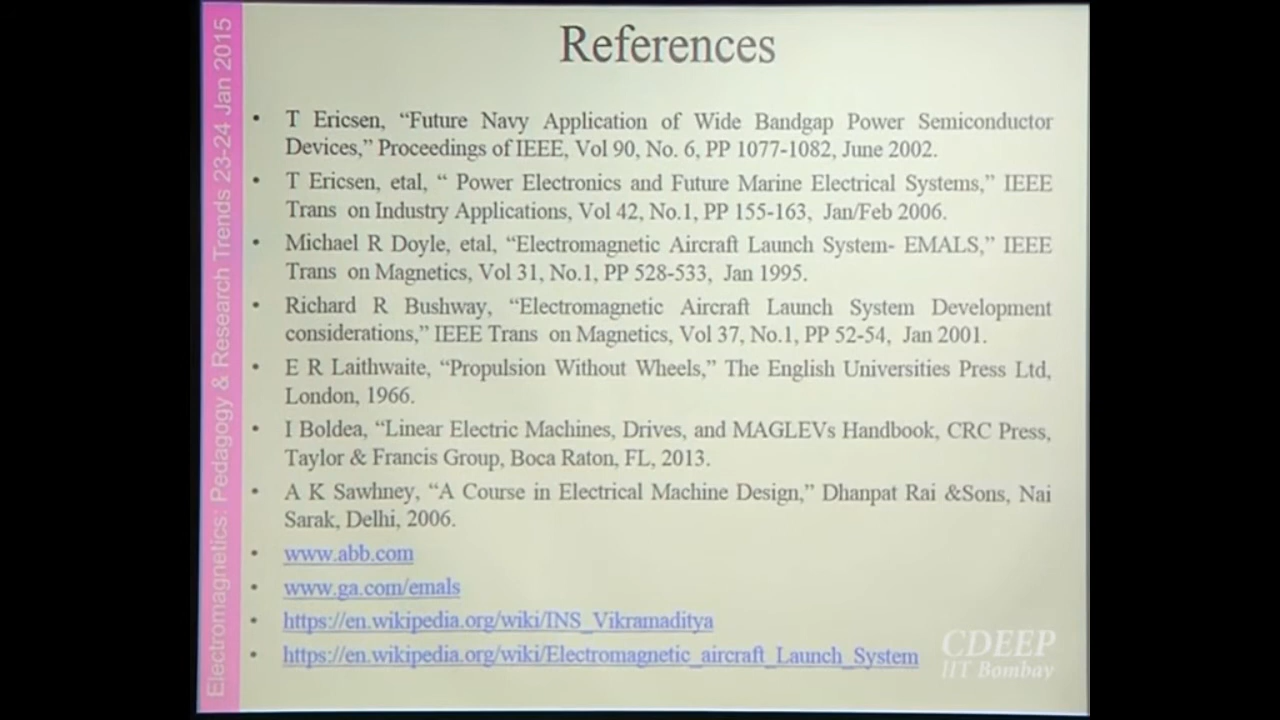 References
Electromagnetics: Pedagogy & Research Trends 23-24 Jan 2015
• T Ericsen, “Future Navy Application of Wide Bandgap Power Semiconductor
Devices,” Proceedings of IEEE, Vol 90, No. 6, PP 1077-1082, June 2002.
• T Ericsen, etal, “ Power Electronics and Future Marine Electrical Systems,” IEEE
Trans on Industry Applications, Vol 42, No.1, PP 155-163, Jan/Feb 2006.
• Michael R Doyle, etal, “Electromagnetic Aircraft Launch System- EMALS,” IEEE
Trans on Magnetics, Vol 31, No.1, PP 528-533, Jan 1995.
• Richard R Bushway, “Electromagnetic Aircraft Launch System Development
considerations,” IEEE Trans on Magnetics, Vol 37, No.1, PP 52-54, Jan 2001.
• E R Laithwaite, “Propulsion Without Wheels,” The English Universities Press Ltd,
London, 1966.
• I Boldea, “Linear Electric Machines, Drives, and MAGLEVs Handbook, CRC Press,
Taylor & Francis Group, Boca Raton, FL, 2013.
• A K Sawhney, “A Course in Electrical Machine Design,” Dhanpat Rai &Sons, Nai
Sarak, Delhi, 2006.
• www.abb.com
• www.ga.com/emals
• https://en.wikipedia.org/wiki/INS_Vikramaditya
• https://en.wikipedia.org/wiki/Electromagnetic_aircraft_Launch_System
CDEEP
IIT Bombay